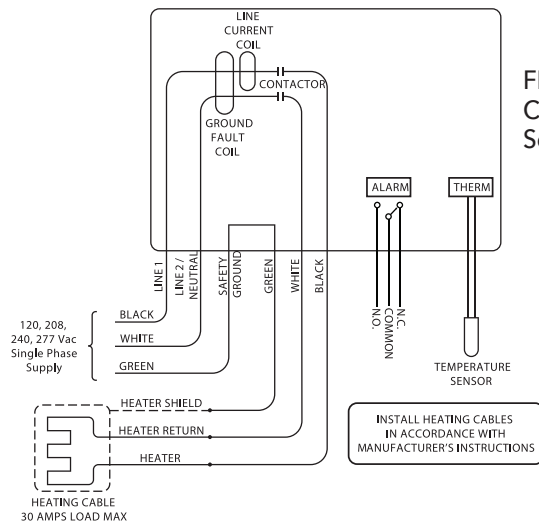 LINE
CURRENT
COIL
CONTACTOR
GROUND
FAULT
COIL
ALARM
THERM
LINE 1
LINE 2 /
NEUTRAL
SAFETY
GROUND
GREEN
WHITE
BLACK
N.O.
COMMON
N.C.
120, 208,
240, 277 Vac
Single Phase
Supply
BLACK
WHITE
GREEN
TEMPERATURE
SENSOR
HEATER SHIELD
HEATER RETURN
HEATER
HEATING CABLE
30 AMPS LOAD MAX
INSTALL HEATING CABLES
IN ACCORDANCE WITH
MANUFACTURER'S INSTRUCTIONS